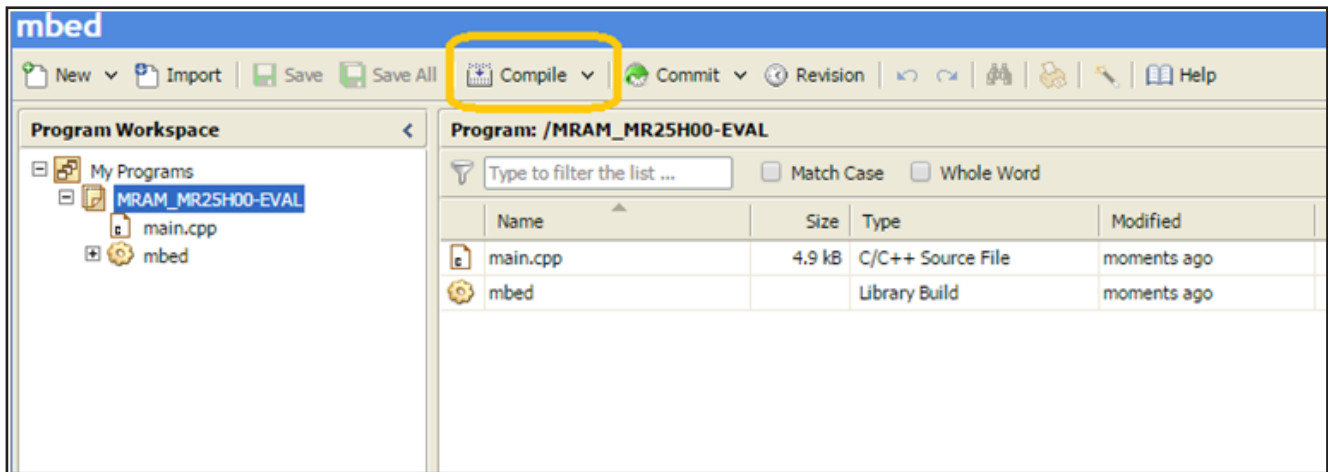 mbed
New Import Save Save All Compile Commit Revision Help
Program Workspace
My Programs
MRAM_MR25H00-EVAL
main.cpp
mbed
Program: /MRAM_MR25H00-EVAL
Type to filter the list ... Match Case Whole Word
Name Size Type Modified
main.cpp 4.9 kB C/C++ Source File moments ago
mbed Library Build moments ago